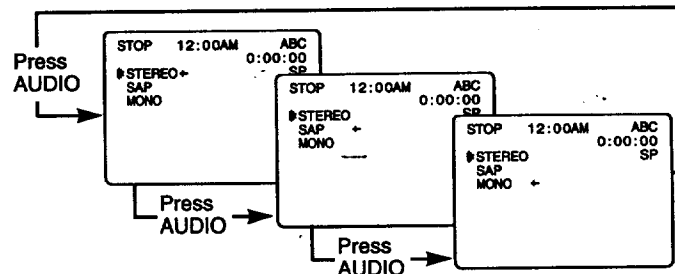 Press
AUDIO
STOP 12:00AM ABC
0:00:00
STEREO← SP
SAP
MONO
Press
AUDIO
STOP 12:00AM ABC
0:00:00
STEREO SP
SAP ←
MONO
Press
AUDIO
STOP 12:00AM ABC
0:00:00
STEREO SP
SAP
MONO ←